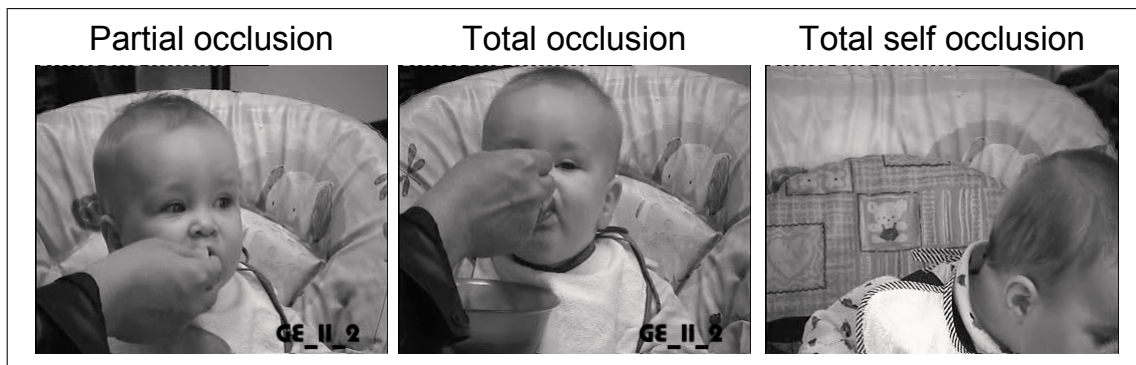 Partial occlusion
Total occlusion
Total self occlusion
GE_II_2
GE_II_2